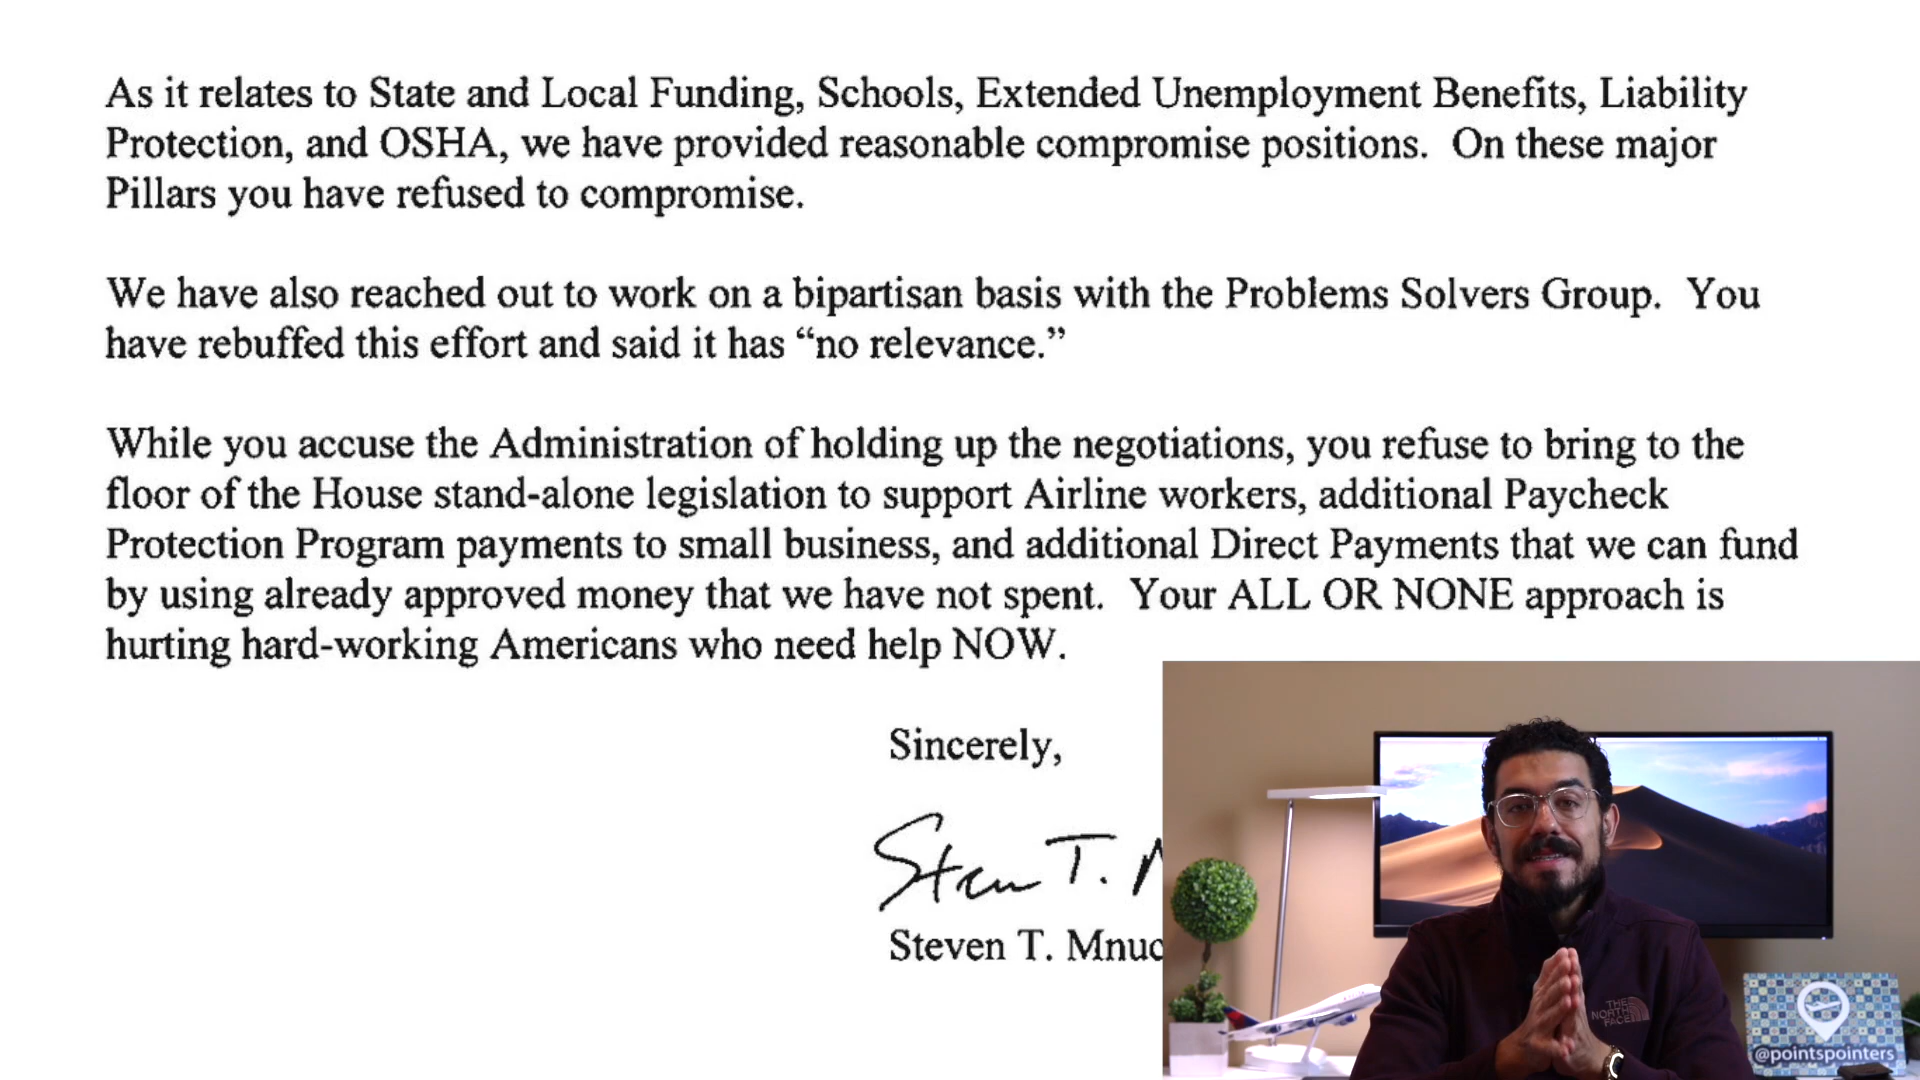 As it relates to State and Local Funding, Schools, Extended Unemployment Benefits, Liability
Protection, and OSHA, we have provided reasonable compromise positions.  On these major
Pillars you have refused to compromise.
We have also reached out to work on a bipartisan basis with the Problems Solvers Group.  You
have rebuffed this effort and said it has “no relevance.”
While you accuse the Administration of holding up the negotiations, you refuse to bring to the
floor of the House stand-alone legislation to support Airline workers, additional Paycheck
Protection Program payments to small business, and additional Direct Payments that we can fund
by using already approved money that we have not spent.  Your ALL OR NONE approach is
hurting hard-working Americans who need help NOW.
Sincerely,
Steven T. M
Steven T. Mnuc
THE
NORTH
FACE
@pointspointers